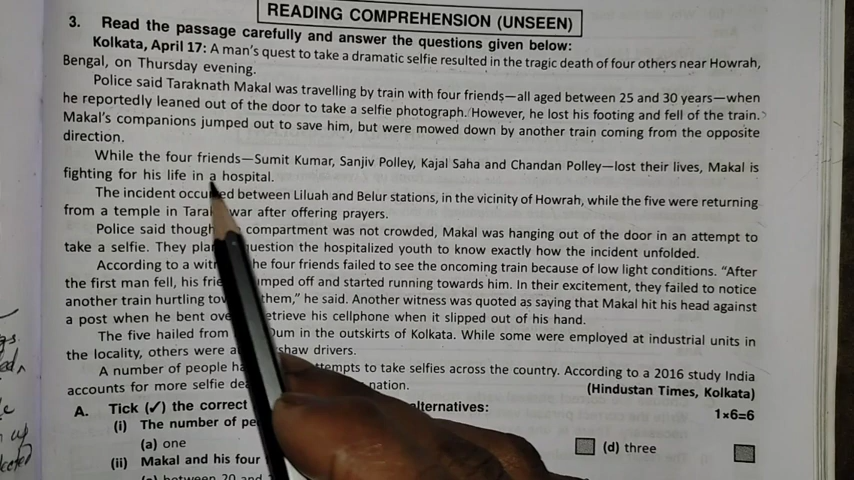 READING COMPREHENSION (UNSEEN)
3. Read the passage carefully and answer the questions given below:
Kolkata, April 17: A man's quest to take a dramatic selfie resulted in the tragic death of four others near Howrah,
Bengal, on Thursday evening.
Police said Taraknath Makal was travelling by train with four friends—all aged between 25 and 30 years—when
he reportedly leaned out of the door to take a selfie photograph. However, he lost his footing and fell of the train.
Makal's companions jumped out to save him, but were mowed down by another train coming from the opposite
direction.
While the four friends—Sumit Kumar, Sanjiv Polley, Kajal Saha and Chandan Polley—lost their lives, Makal is
fighting for his life in a hospital.
The incident occurred between Liluah and Belur stations, in the vicinity of Howrah, while the five were returning
from a temple in Tarak war after offering prayers.
Police said though compartment was not crowded, Makal was hanging out of the door in an attempt to
take a selfie. They plan question the hospitalized youth to know exactly how the incident unfolded.
According to a wit he four friends failed to see the oncoming train because of low light conditions. "After
the first man fell, his frie umped off and started running towards him. In their excitement, they failed to notice
another train hurtling tow them," he said. Another witness was quoted as saying that Makal hit his head against
a post when he bent ove etrieve his cellphone when it slipped out of his hand.
The five hailed from Dum in the outskirts of Kolkata. While some were employed at industrial units in
the locality, others were a shaw drivers.
A number of people ha ttempts to take selfies across the country. According to a 2016 study India
accounts for more selfie dea nation.
(Hindustan Times, Kolkata)
A. Tick (✓) the correct lternatives:
1×6=6
(i) The number of pe
(a) one
(d) three
(ii) Makal and his four
(a) between 20 and